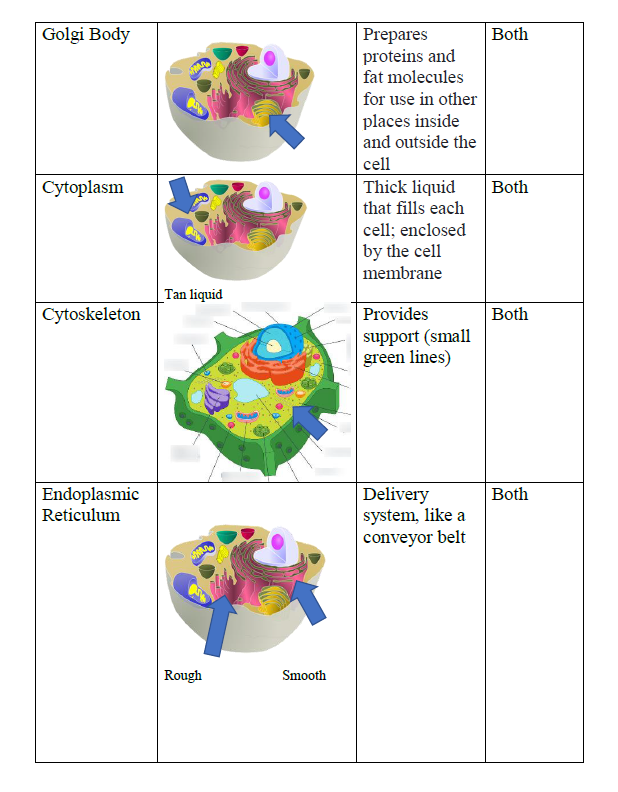 Golgi Body
Prepares
proteins and
fat molecules
for use in other
places inside
and outside the
cell
Both
Cytoplasm
Tan liquid
Thick liquid
that fills each
cell; enclosed
by the cell
membrane
Both
Cytoskeleton
Provides
support (small
green lines)
Both
Endoplasmic
Reticulum
Rough Smooth
Delivery
system, like a
conveyor belt
Both